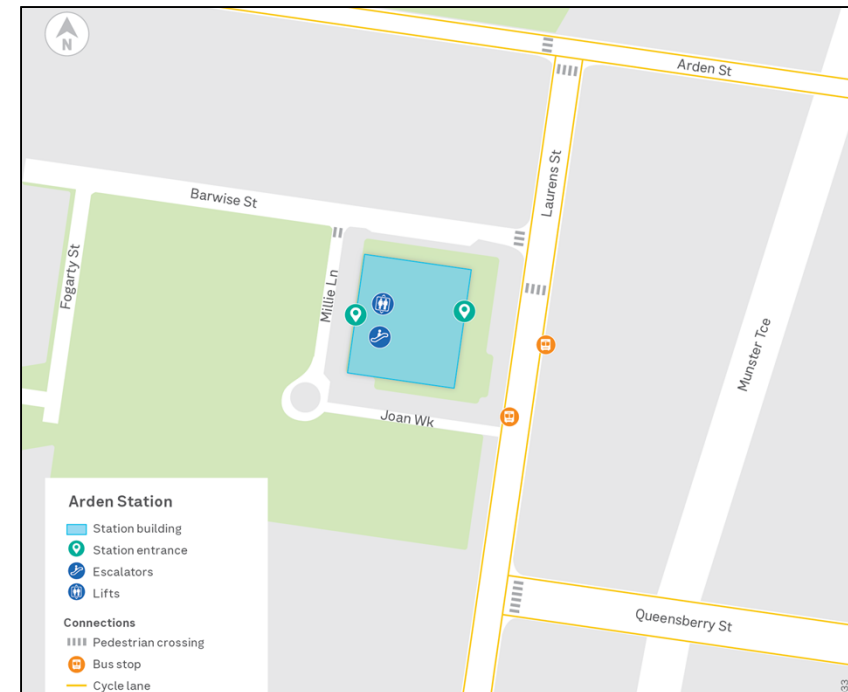 N
Arden St
Laurens St
Barwise St
Fogarty St
Millie Ln
Munster Tce
Joan Wk
Queensberry St
Arden Station
Station building
Station entrance
Escalators
Lifts
Connections
Pedestrian crossing
Bus stop
Cycle lane
33